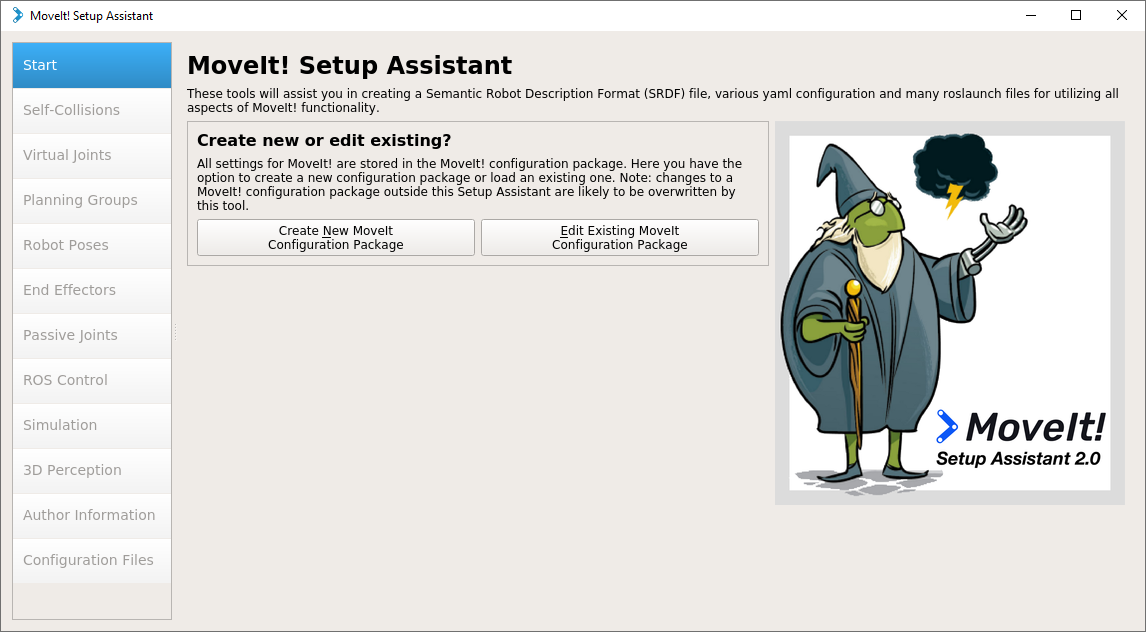 MoveIt! Setup Assistant
Start
Self-Collisions
Virtual Joints
Planning Groups
Robot Poses
End Effectors
Passive Joints
ROS Control
Simulation
3D Perception
Author Information
Configuration Files
MoveIt! Setup Assistant
These tools will assist you in creating a Semantic Robot Description Format (SRDF) file, various yaml configuration and many roslaunch files for utilizing all
aspects of MoveIt! functionality.
Create new or edit existing?
All settings for MoveIt! are stored in the MoveIt! configuration package. Here you have the
option to create a new configuration package or load an existing one. Note: changes to a
MoveIt! configuration package outside this Setup Assistant are likely to be overwritten by
this tool.
Create New MoveIt
Configuration Package
Edit Existing MoveIt
Configuration Package
MoveIt!
Setup Assistant 2.0